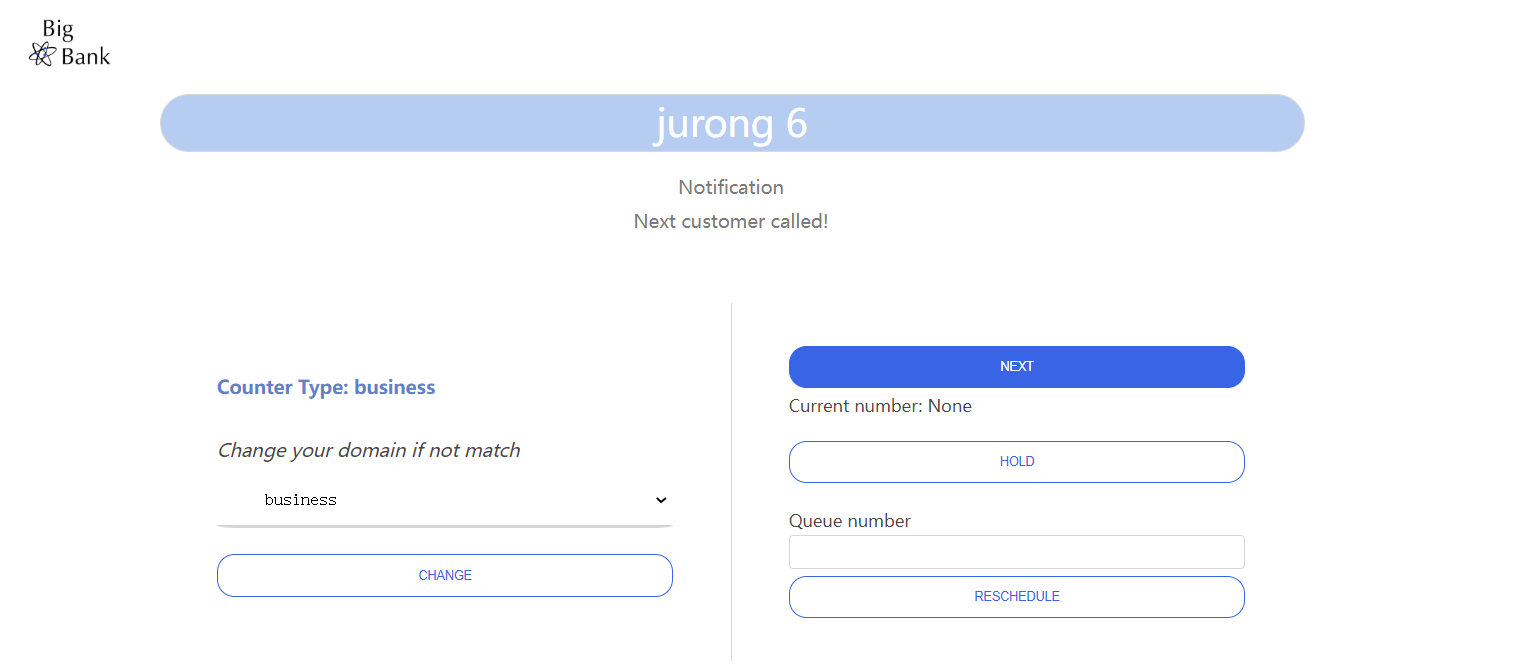 Big
Bank
jurong 6
Notification
Next customer called!
Counter Type: business
Change your domain if not match
business
CHANGE
NEXT
Current number: None
HOLD
Queue number
RESCHEDULE